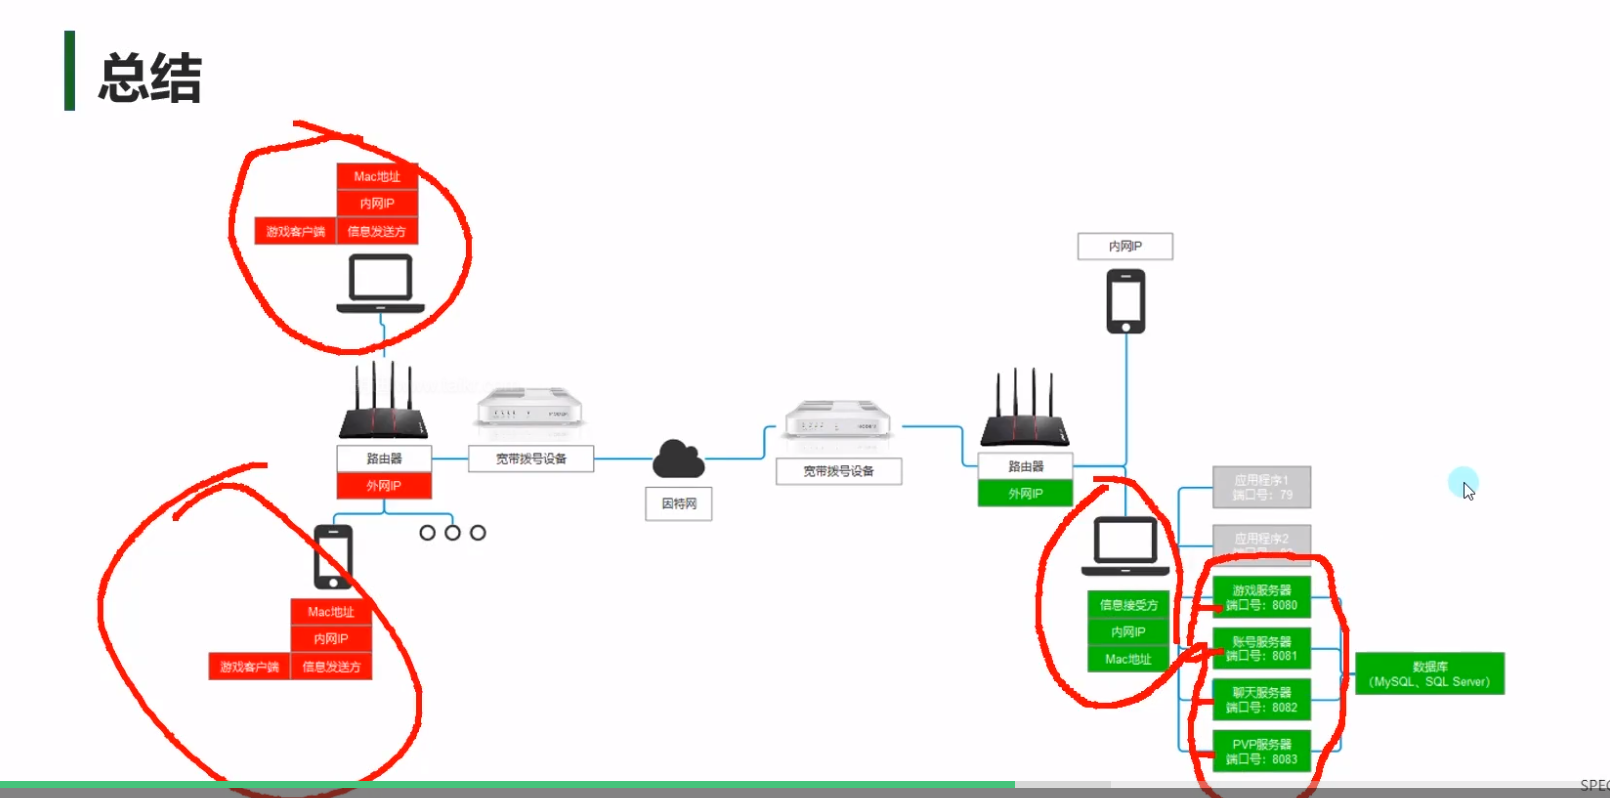 总结
Mac地址
内网IP
游戏客户端 信息发送方
内网IP
路由器
外网IP
宽带拨号设备
因特网
宽带拨号设备
路由器
外网IP
应用程序1
端口号：79
应用程序2
Mac地址
内网IP
游戏客户端 信息发送方
信息接受方
内网IP
Mac地址
游戏服务器
端口号：8080
账号服务器
端口号：8081
聊天服务器
端口号：8082
PVP服务器
端口号：8083
数据库
（MySQL、SQL Server）